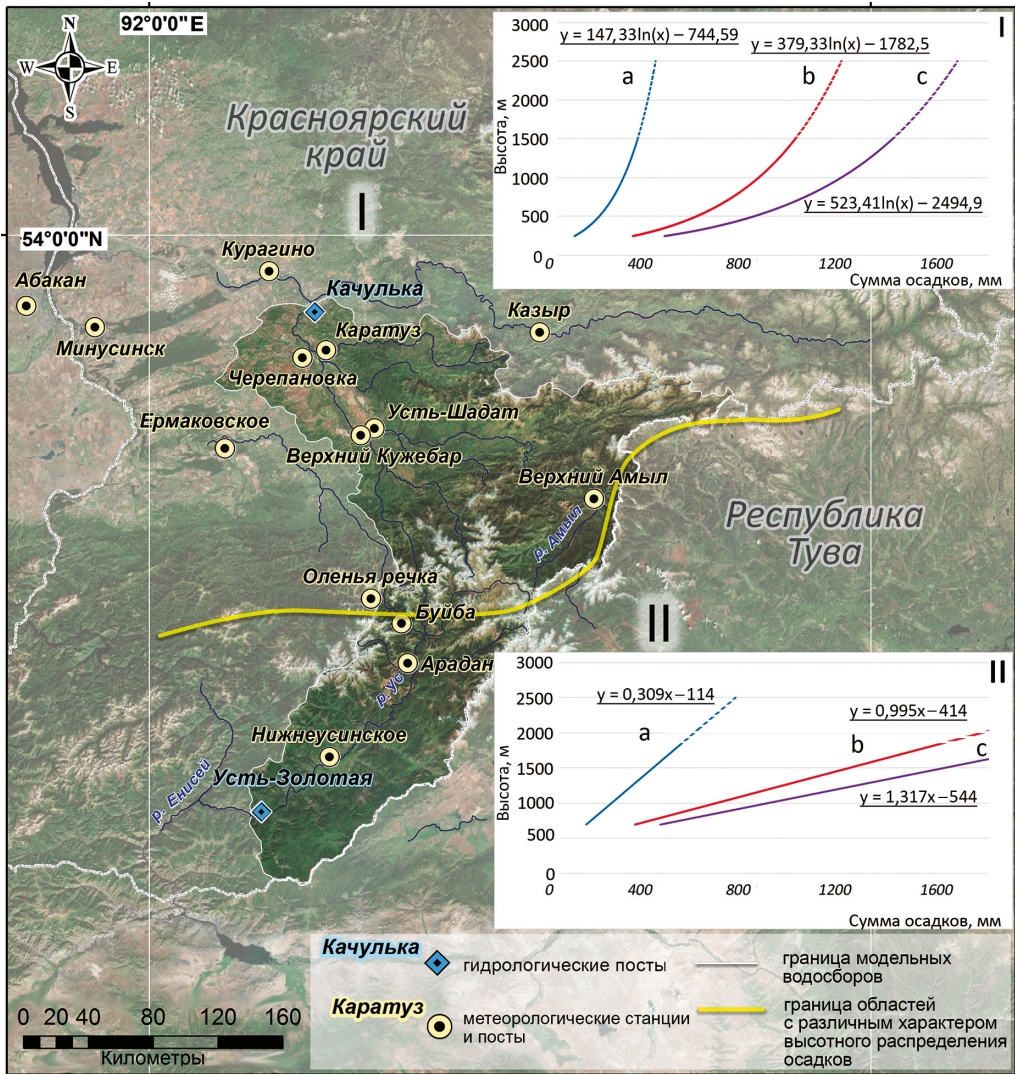 92°0'0"E
N
W
E
S
Красноярский
край
I
54°0'0"N
Курагино
Абакан
Качулька
Казыр
Минусинск
Каратуз
Черепановка
Усть-Шадат
Ермаковское
Верхний Кужебар
Верхний Амыл
р. Амыл
Республика
Тува
Оленья речка
Буйба
II
Арадан
р. Ус
Нижнеусинское
Усть-Золотая
р. Енисей
I
y = 147,33ln(x) – 744,59
y = 379,33ln(x) – 1782,5
y = 523,41ln(x) – 2494,9
a
b
c
Высота, м
3000
2500
2000
1500
1000
500
0
0
400
800
1200
1600
Сумма осадков, мм
II
y = 0,309x – 114
y = 0,995x – 414
y = 1,317x – 544
a
b
c
Высота, м
3000
2500
2000
1500
1000
500
0
0
400
800
1200
1600
Сумма осадков, мм
Качулька
гидрологические посты
Каратуз
метеорологические станции
и посты
граница модельных
водосборов
граница областей
с различным характером
высотного распределения
осадков
0 20 40 80 120 160
Километры